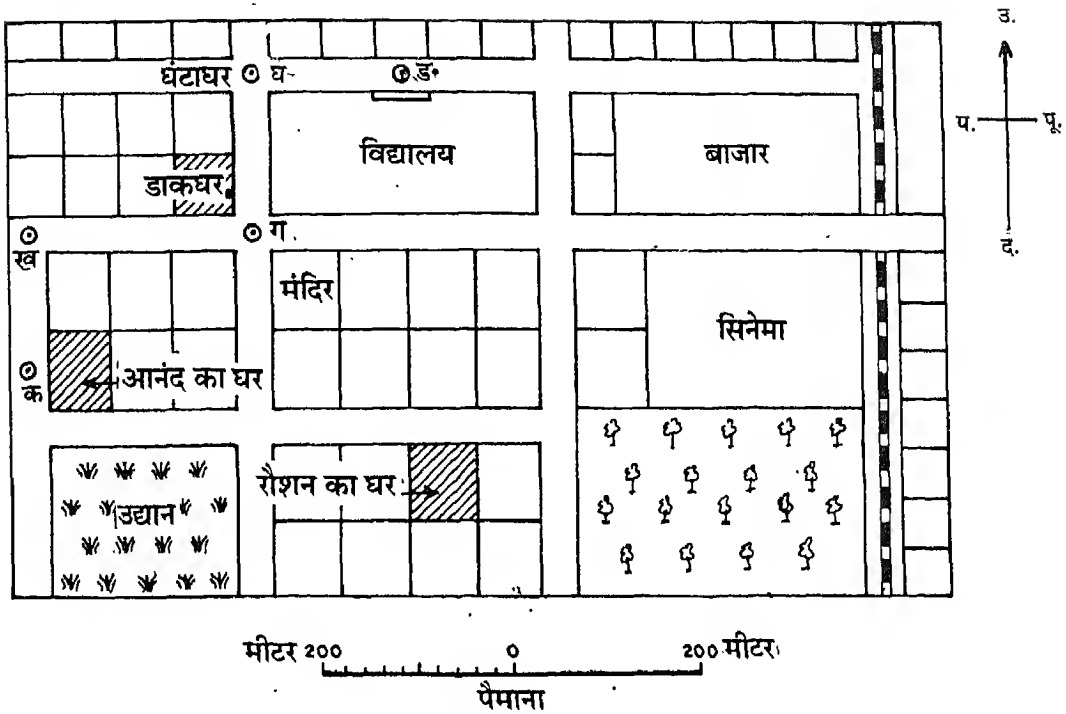 उ.
घंटाघर घ ड.
प. पू.
विद्यालय बाजार
डाकघर
ख ग.
द.
मंदिर
सिनेमा
क आनंद का घर
रौशन का घर
उद्यान
मीटर 200 0 200 मीटर
पैमाना